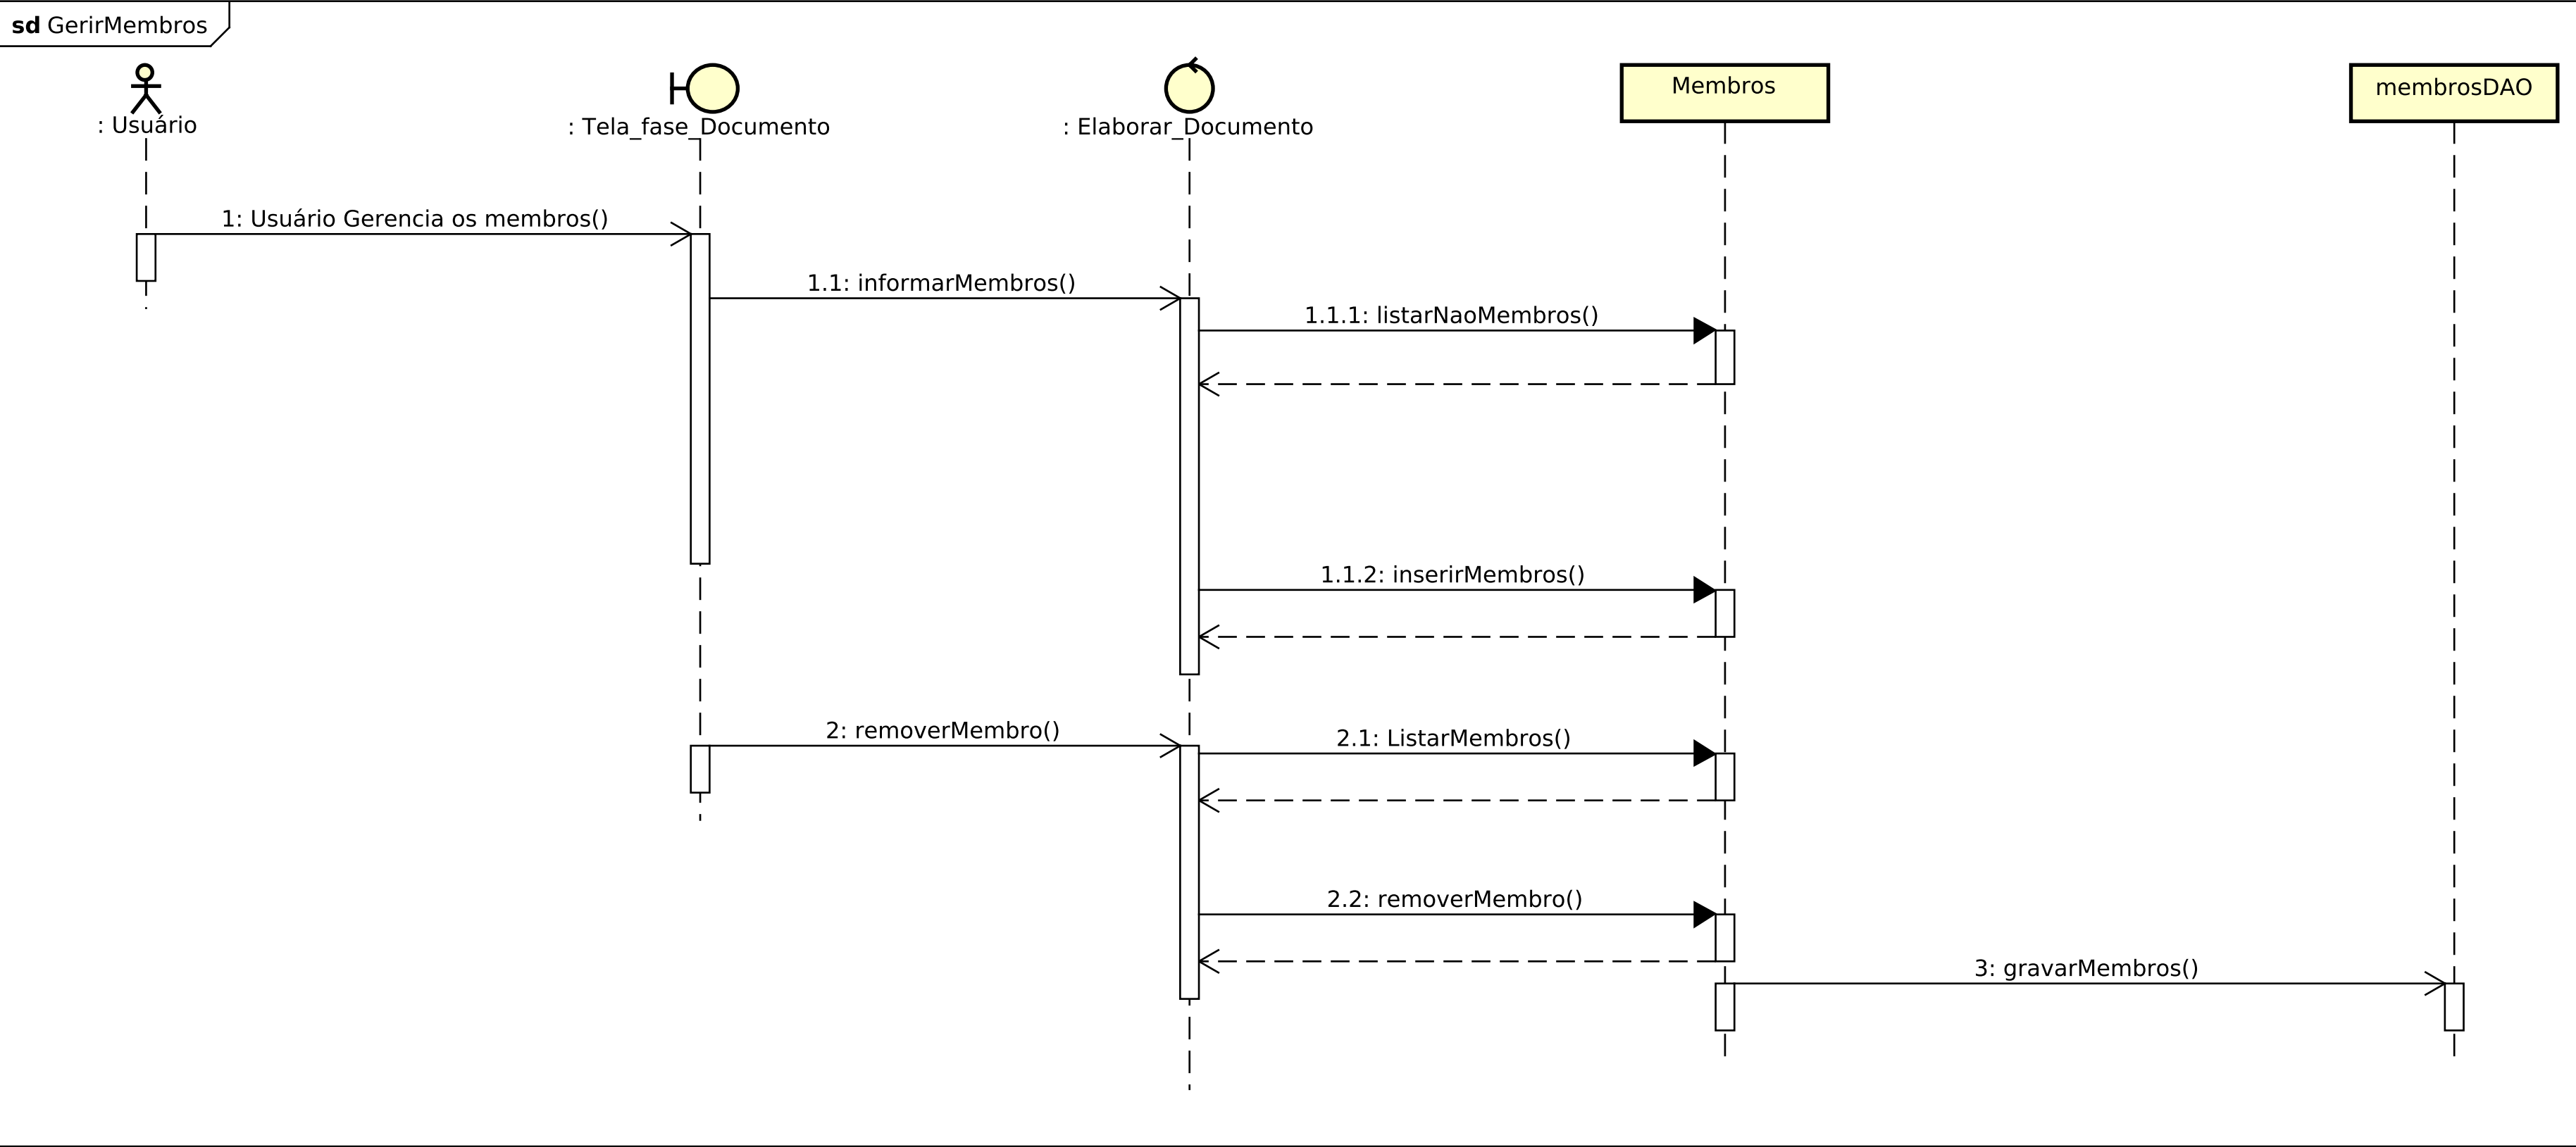 sd GerirMembros
: Usuário
: Tela_fase_Documento
: Elaborar_Documento
Membros
membrosDAO
1: Usuário Gerencia os membros()
1.1: informarMembros()
1.1.1: listarNaoMembros()
1.1.2: inserirMembros()
2: removerMembro()
2.1: ListarMembros()
2.2: removerMembro()
3: gravarMembros()